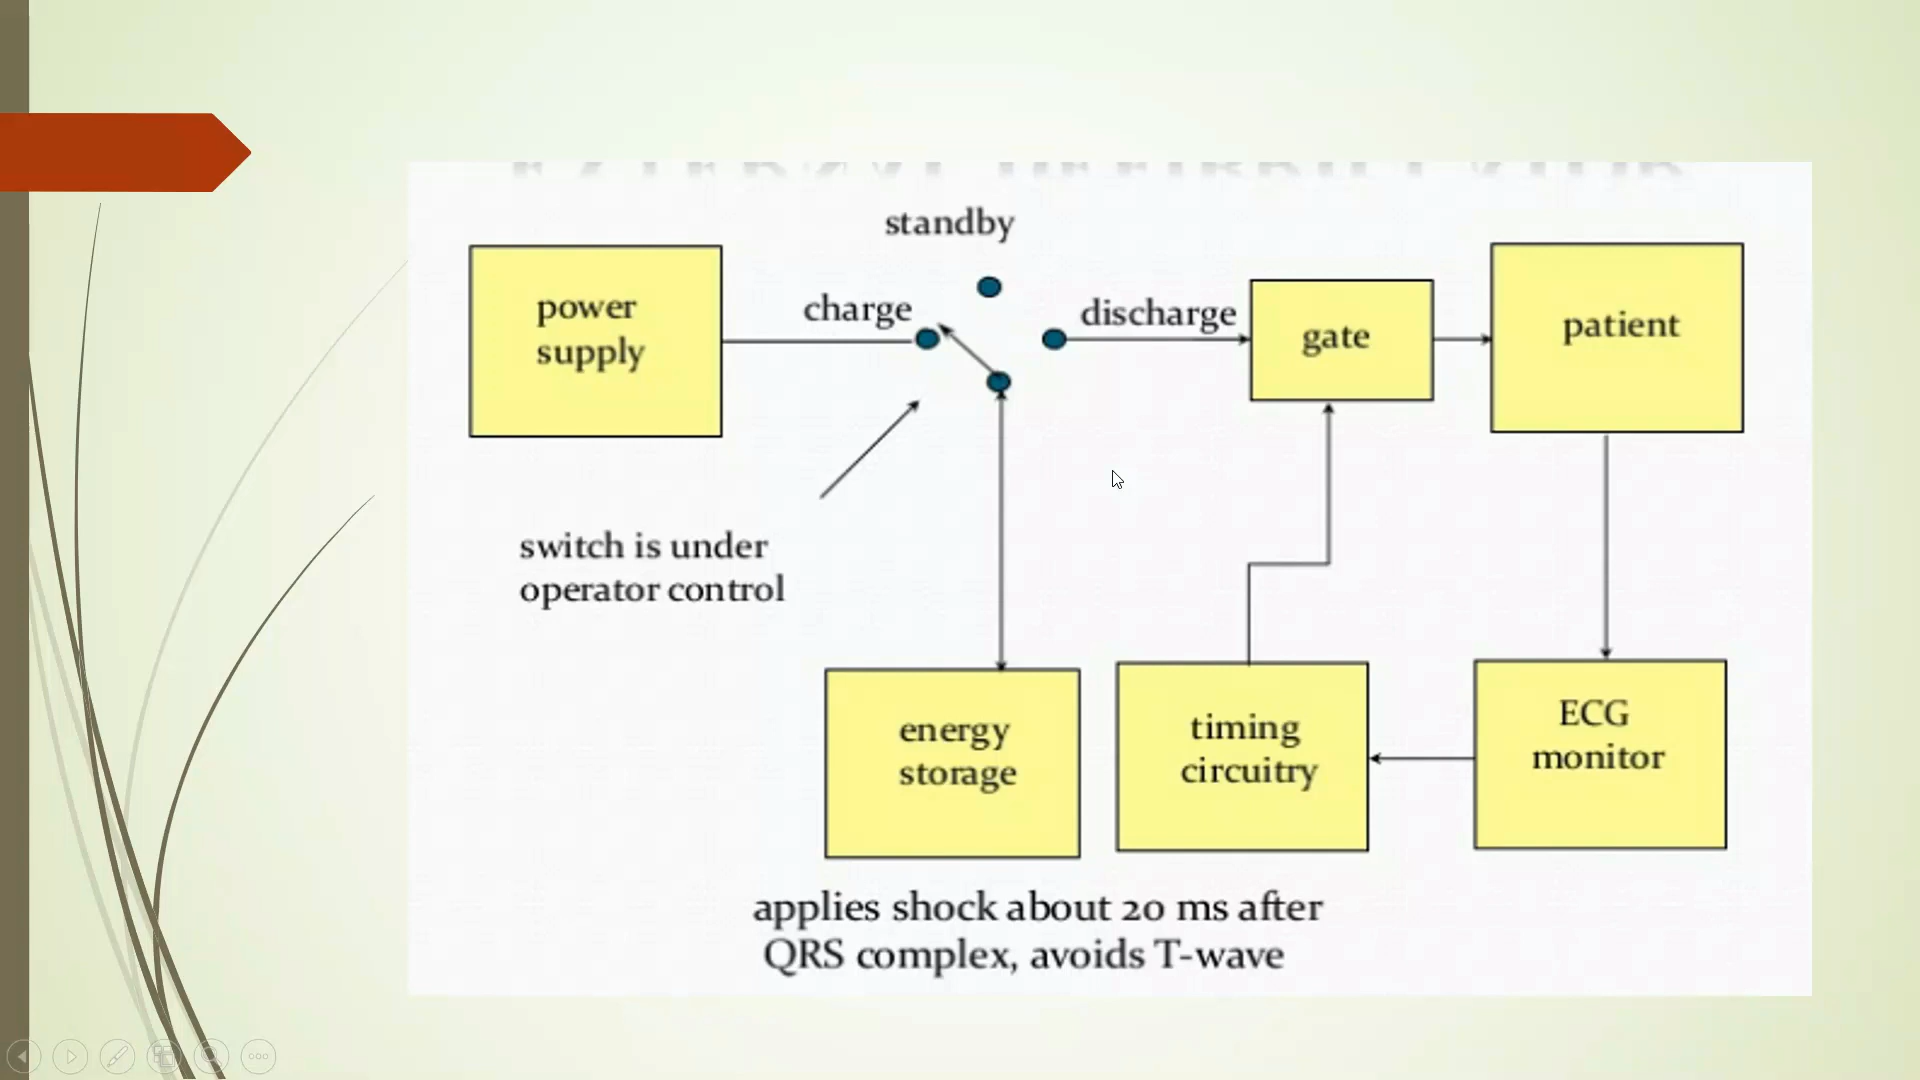 standby
power
supply
charge
discharge
gate
patient
switch is under
operator control
energy
storage
timing
circuitry
ECG
monitor
applies shock about 20 ms after
QRS complex, avoids T-wave